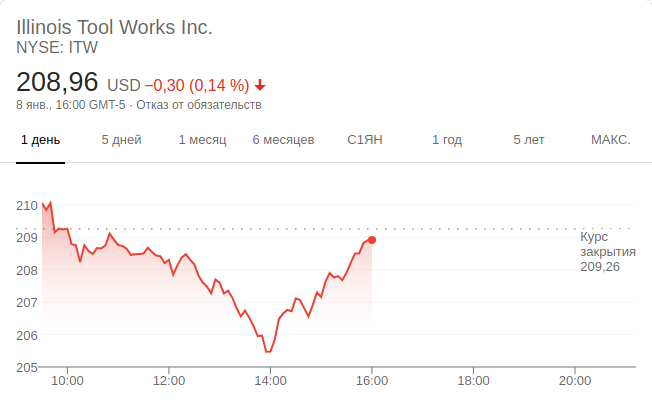 Illinois Tool Works Inc.
NYSE: ITW
208,96 USD −0,30 (0,14 %)
8 янв., 16:00 GMT-5 · Отказ от обязательств
1 день 5 дней 1 месяц 6 месяцев С1ЯН 1 год 5 лет МАКС.
210
209
208
207
206
205
Курс
закрытия
209,26
10:00 12:00 14:00 16:00 18:00 20:00